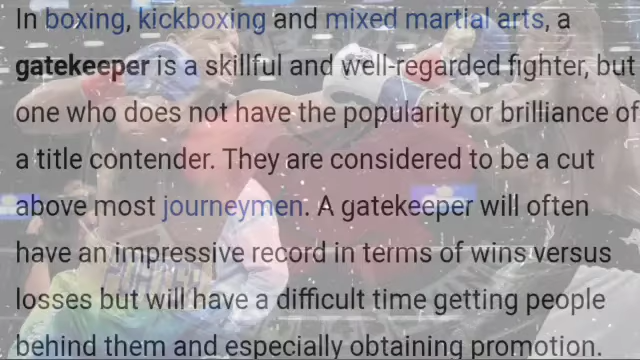 In boxing, kickboxing and mixed martial arts, a
gatekeeper is a skillful and well-regarded fighter, but
one who does not have the popularity or brilliance of
a title contender. They are considered to be a cut
above most journeymen. A gatekeeper will often
have an impressive record in terms of wins versus
losses but will have a difficult time getting people
behind them and especially obtaining promotion.